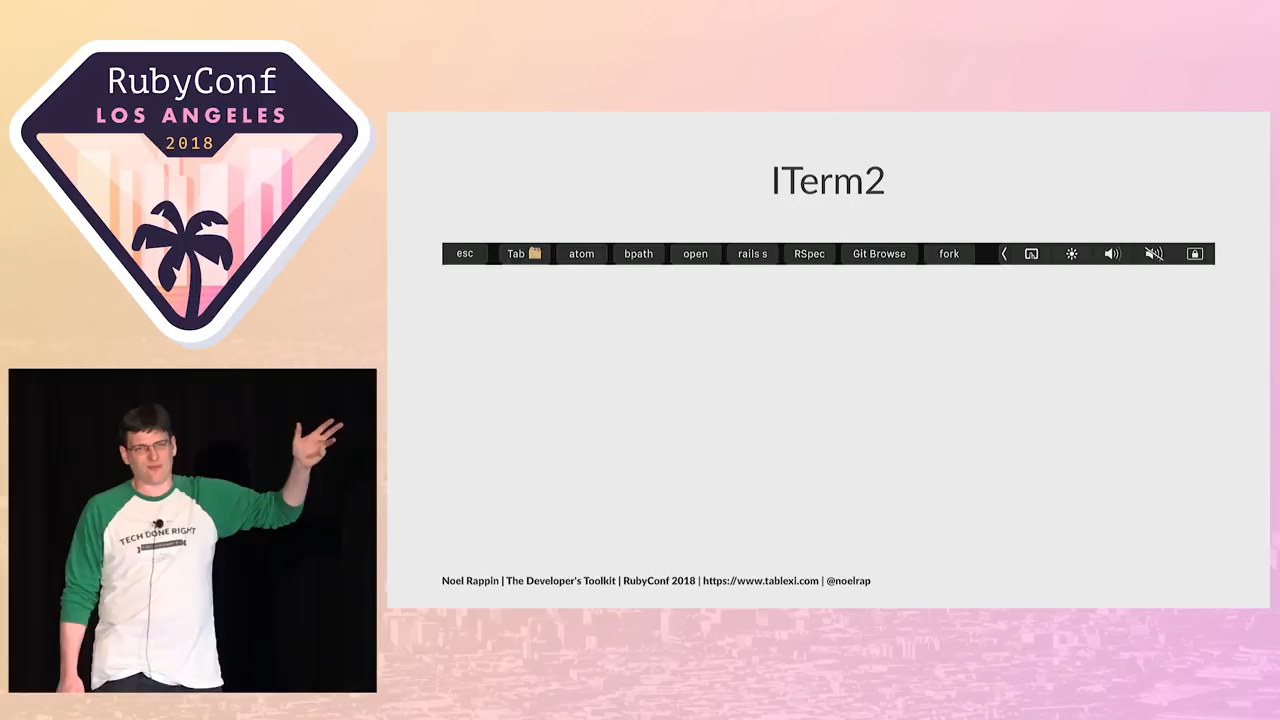 RubyConf
LOS ANGELES
2018
ITerm2
esc Tab atom bpath open rails s RSpec Git Browse fork
TECH DONE RIGHT
Noel Rappin | The Developer's Toolkit | RubyConf 2018 | https://www.tablexi.com | @noelrap